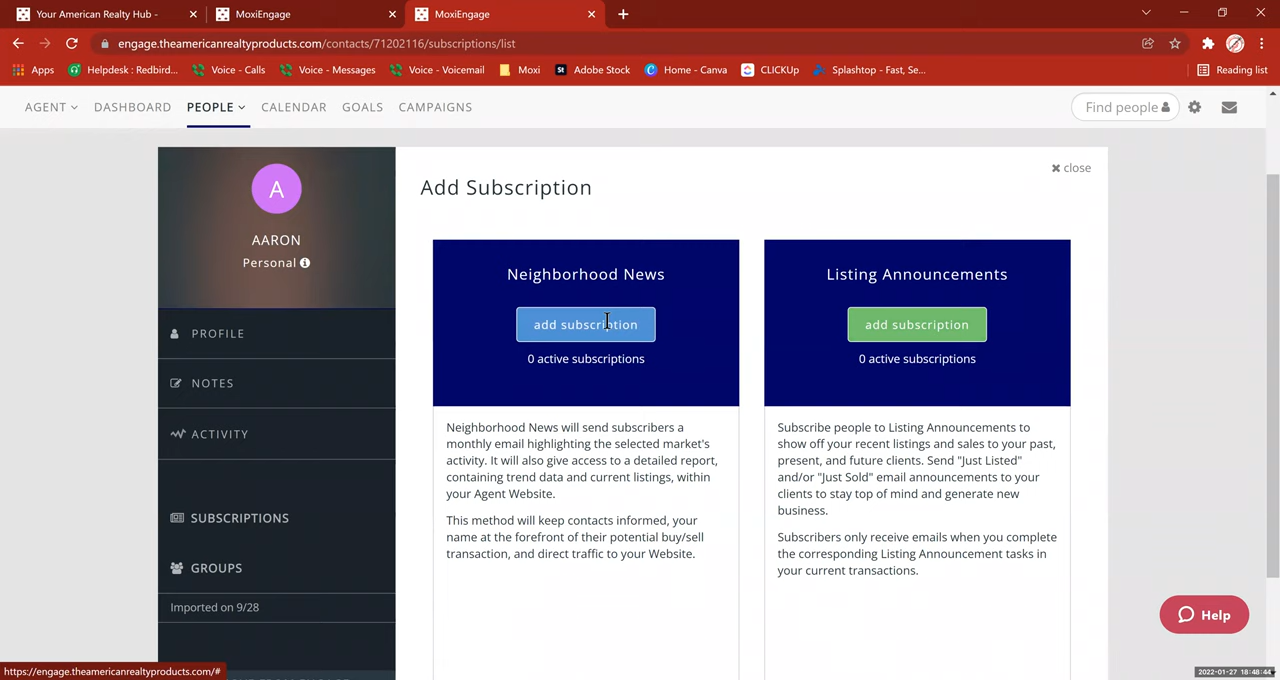 Your American Realty Hub -
MoxiEngage
MoxiEngage
engage.theamericanrealtyproducts.com/contacts/71202116/subscriptions/list
Apps
Helpdesk : Redbird...
Voice - Calls
Voice - Messages
Voice - Voicemail
Moxi
St Adobe Stock
Home - Canva
CLICKUp
Splashtop - Fast, Se...
Reading list
AGENT
DASHBOARD
PEOPLE
CALENDAR
GOALS
CAMPAIGNS
Find people
A
AARON
Personal
PROFILE
NOTES
ACTIVITY
SUBSCRIPTIONS
GROUPS
Imported on 9/28
close
Add Subscription
Neighborhood News
add subscription
0 active subscriptions
Neighborhood News will send subscribers a
monthly email highlighting the selected market's
activity. It will also give access to a detailed report,
containing trend data and current listings, within
your Agent Website.
This method will keep contacts informed, your
name at the forefront of their potential buy/sell
transaction, and direct traffic to your Website.
Listing Announcements
add subscription
0 active subscriptions
Subscribe people to Listing Announcements to
show off your recent listings and sales to your past,
present, and future clients. Send "Just Listed"
and/or "Just Sold" email announcements to your
clients to stay top of mind and generate new
business.
Subscribers only receive emails when you complete
the corresponding Listing Announcement tasks in
your current transactions.
Help
https://engage.theamericanrealtyproducts.com/#
2022-01-27 18:48:44